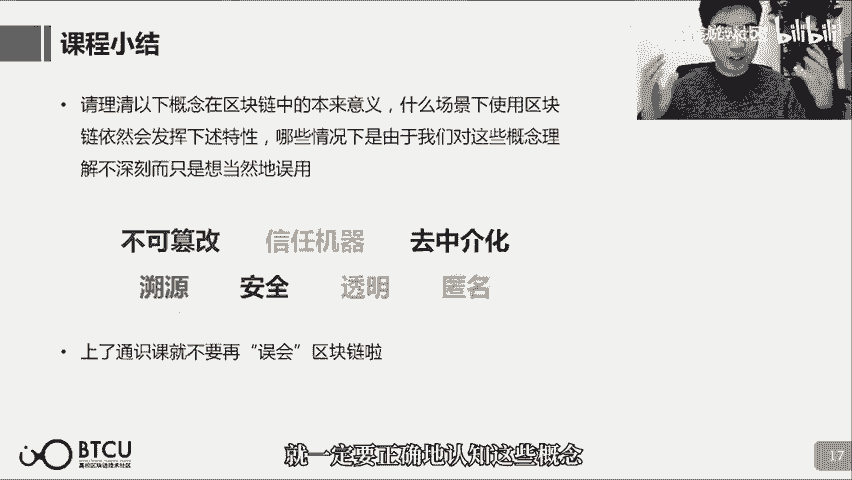 课程小结
bilibili
• 请理清以下概念在区块链中的本来意义，什么场景下使用区块
链依然会发挥下述特性，哪些情况下是由于我们对这些概念理
解不深刻而只是想当然地误用
不可篡改 信任机器 去中介化
溯源 安全 透明 匿名
• 上了通识课就不要再“误会”区块链啦
BTCU
高校区块链技术社区
就一定要正确地认知这些概念
17